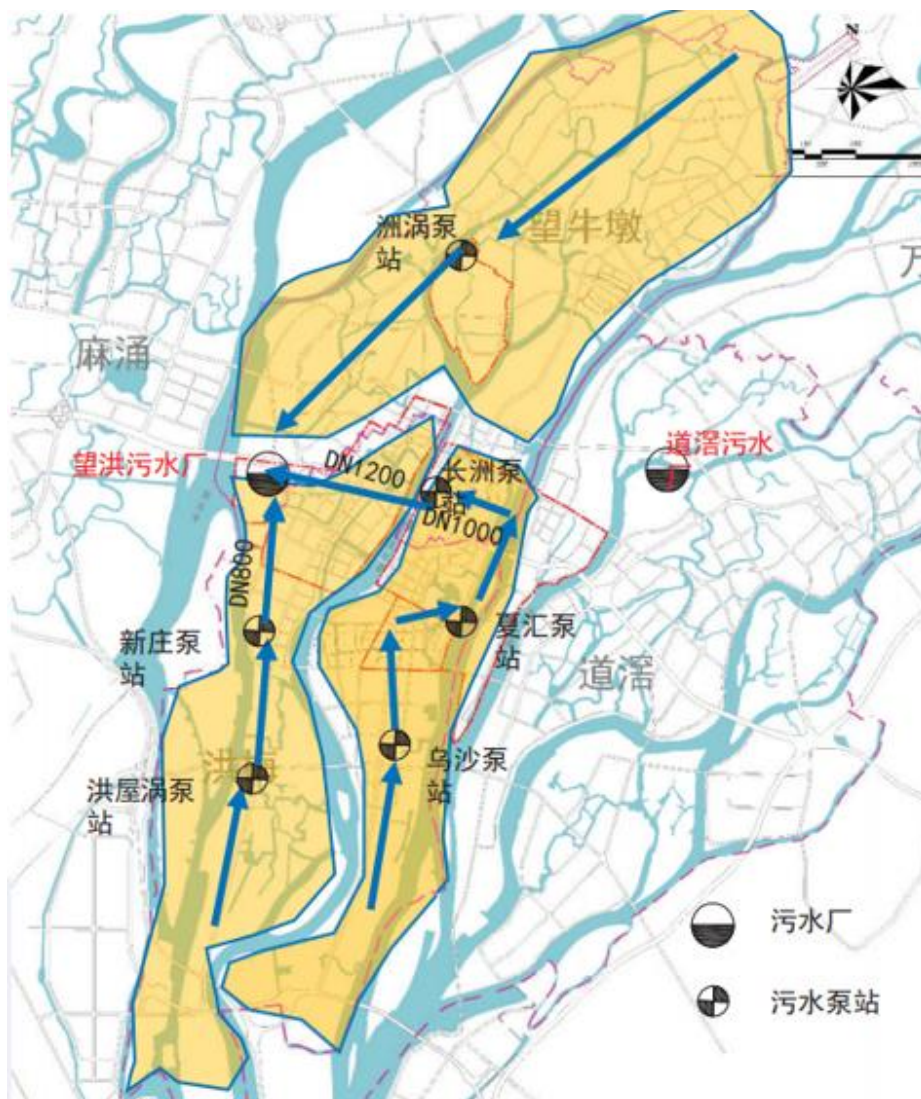 N
洲涡泵
站
望牛墩
万
麻涌
望洪污水厂
DN1200
长洲泵
站
道滘污水
DN1000
DN800
新庄泵
站
夏汇泵
站
道滘
洪梅
洪屋涡泵
站
乌沙泵
站
污水厂
污水泵站